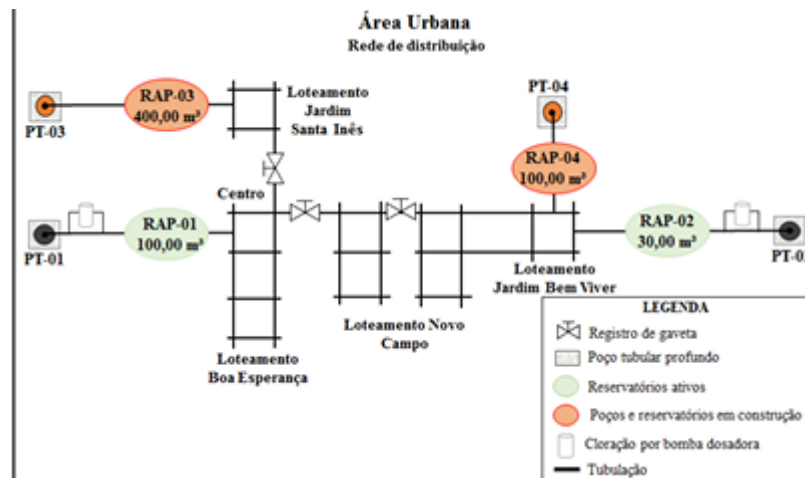 Área Urbana
Rede de distribuição
RAP-03
400,00 m³
PT-03
Loteamento
Jardim
Santa Inês
PT-04
RAP-04
100,00 m³
Centro
RAP-01
100,00 m³
PT-01
RAP-02
30,00 m³
Loteamento
Jardim Bem Viver
Loteamento Novo
Campo
Loteamento
Boa Esperança
LEGENDA
Registro de gaveta
Poço tubular profundo
Reservatórios ativos
Poços e reservatórios em construção
Cloração por bomba dosadora
Tubulação